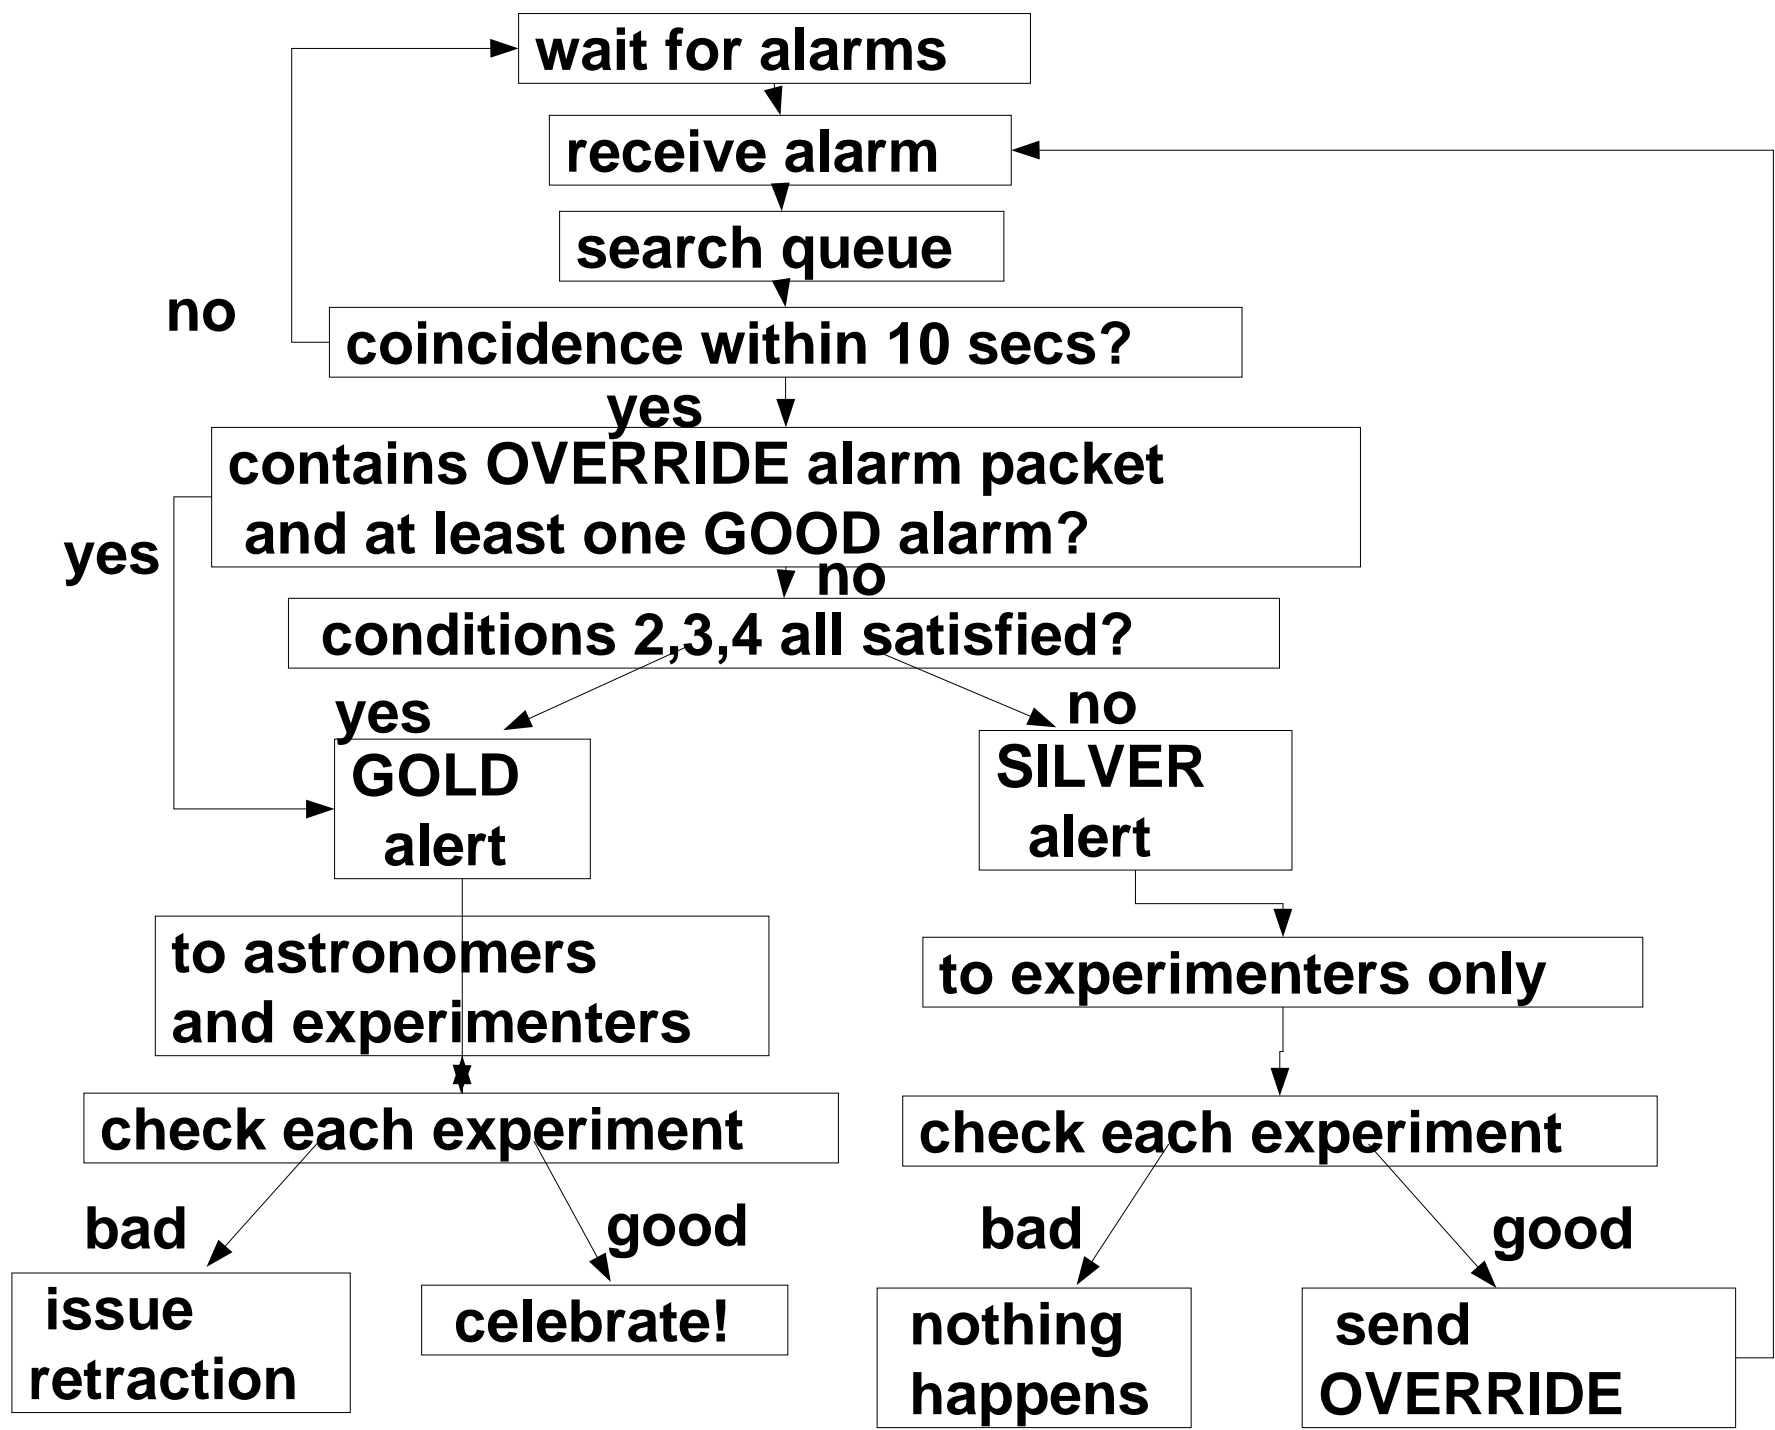 wait for alarms
receive alarm
search queue
no
coincidence within 10 secs?
yes
contains OVERRIDE alarm packet
and at least one GOOD alarm?
yes
no
conditions 2,3,4 all satisfied?
yes
no
GOLD
alert
SILVER
alert
to astronomers
and experimenters
to experimenters only
check each experiment
check each experiment
bad
good
bad
good
issue
retraction
celebrate!
nothing
happens
send
OVERRIDE